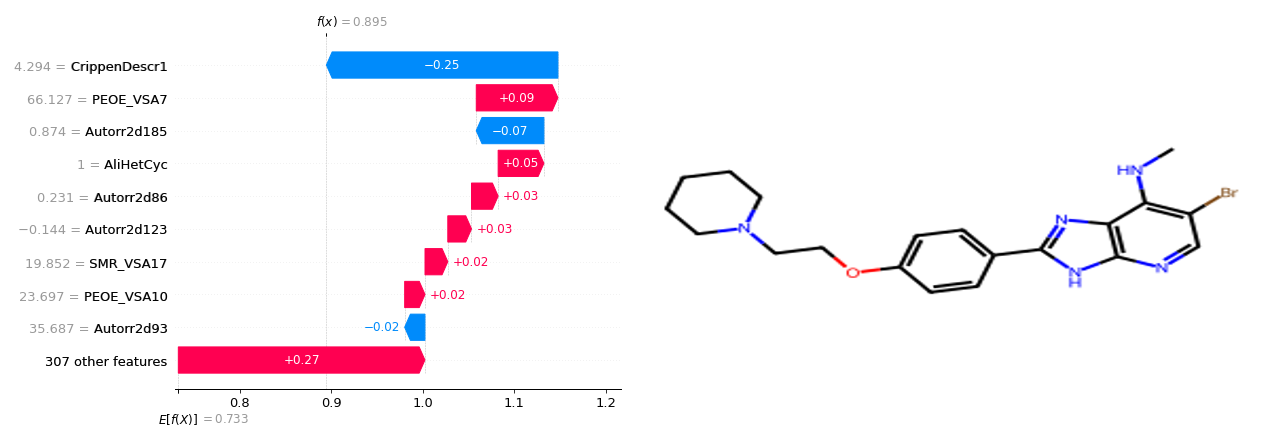 f(x) = 0.895
4.294 = CrippenDescr1
−0.25
66.127 = PEOE_VSA7
+0.09
0.874 = Autorr2d185
−0.07
1 = AliHetCyc
+0.05
0.231 = Autorr2d86
+0.03
−0.144 = Autorr2d123
+0.03
19.852 = SMR_VSA17
+0.02
23.697 = PEOE_VSA10
+0.02
35.687 = Autorr2d93
−0.02
307 other features
+0.27
0.8 0.9 1.0 1.1 1.2
E[f(X)] = 0.733
HN
Br
N
N
N
O
N
H
N